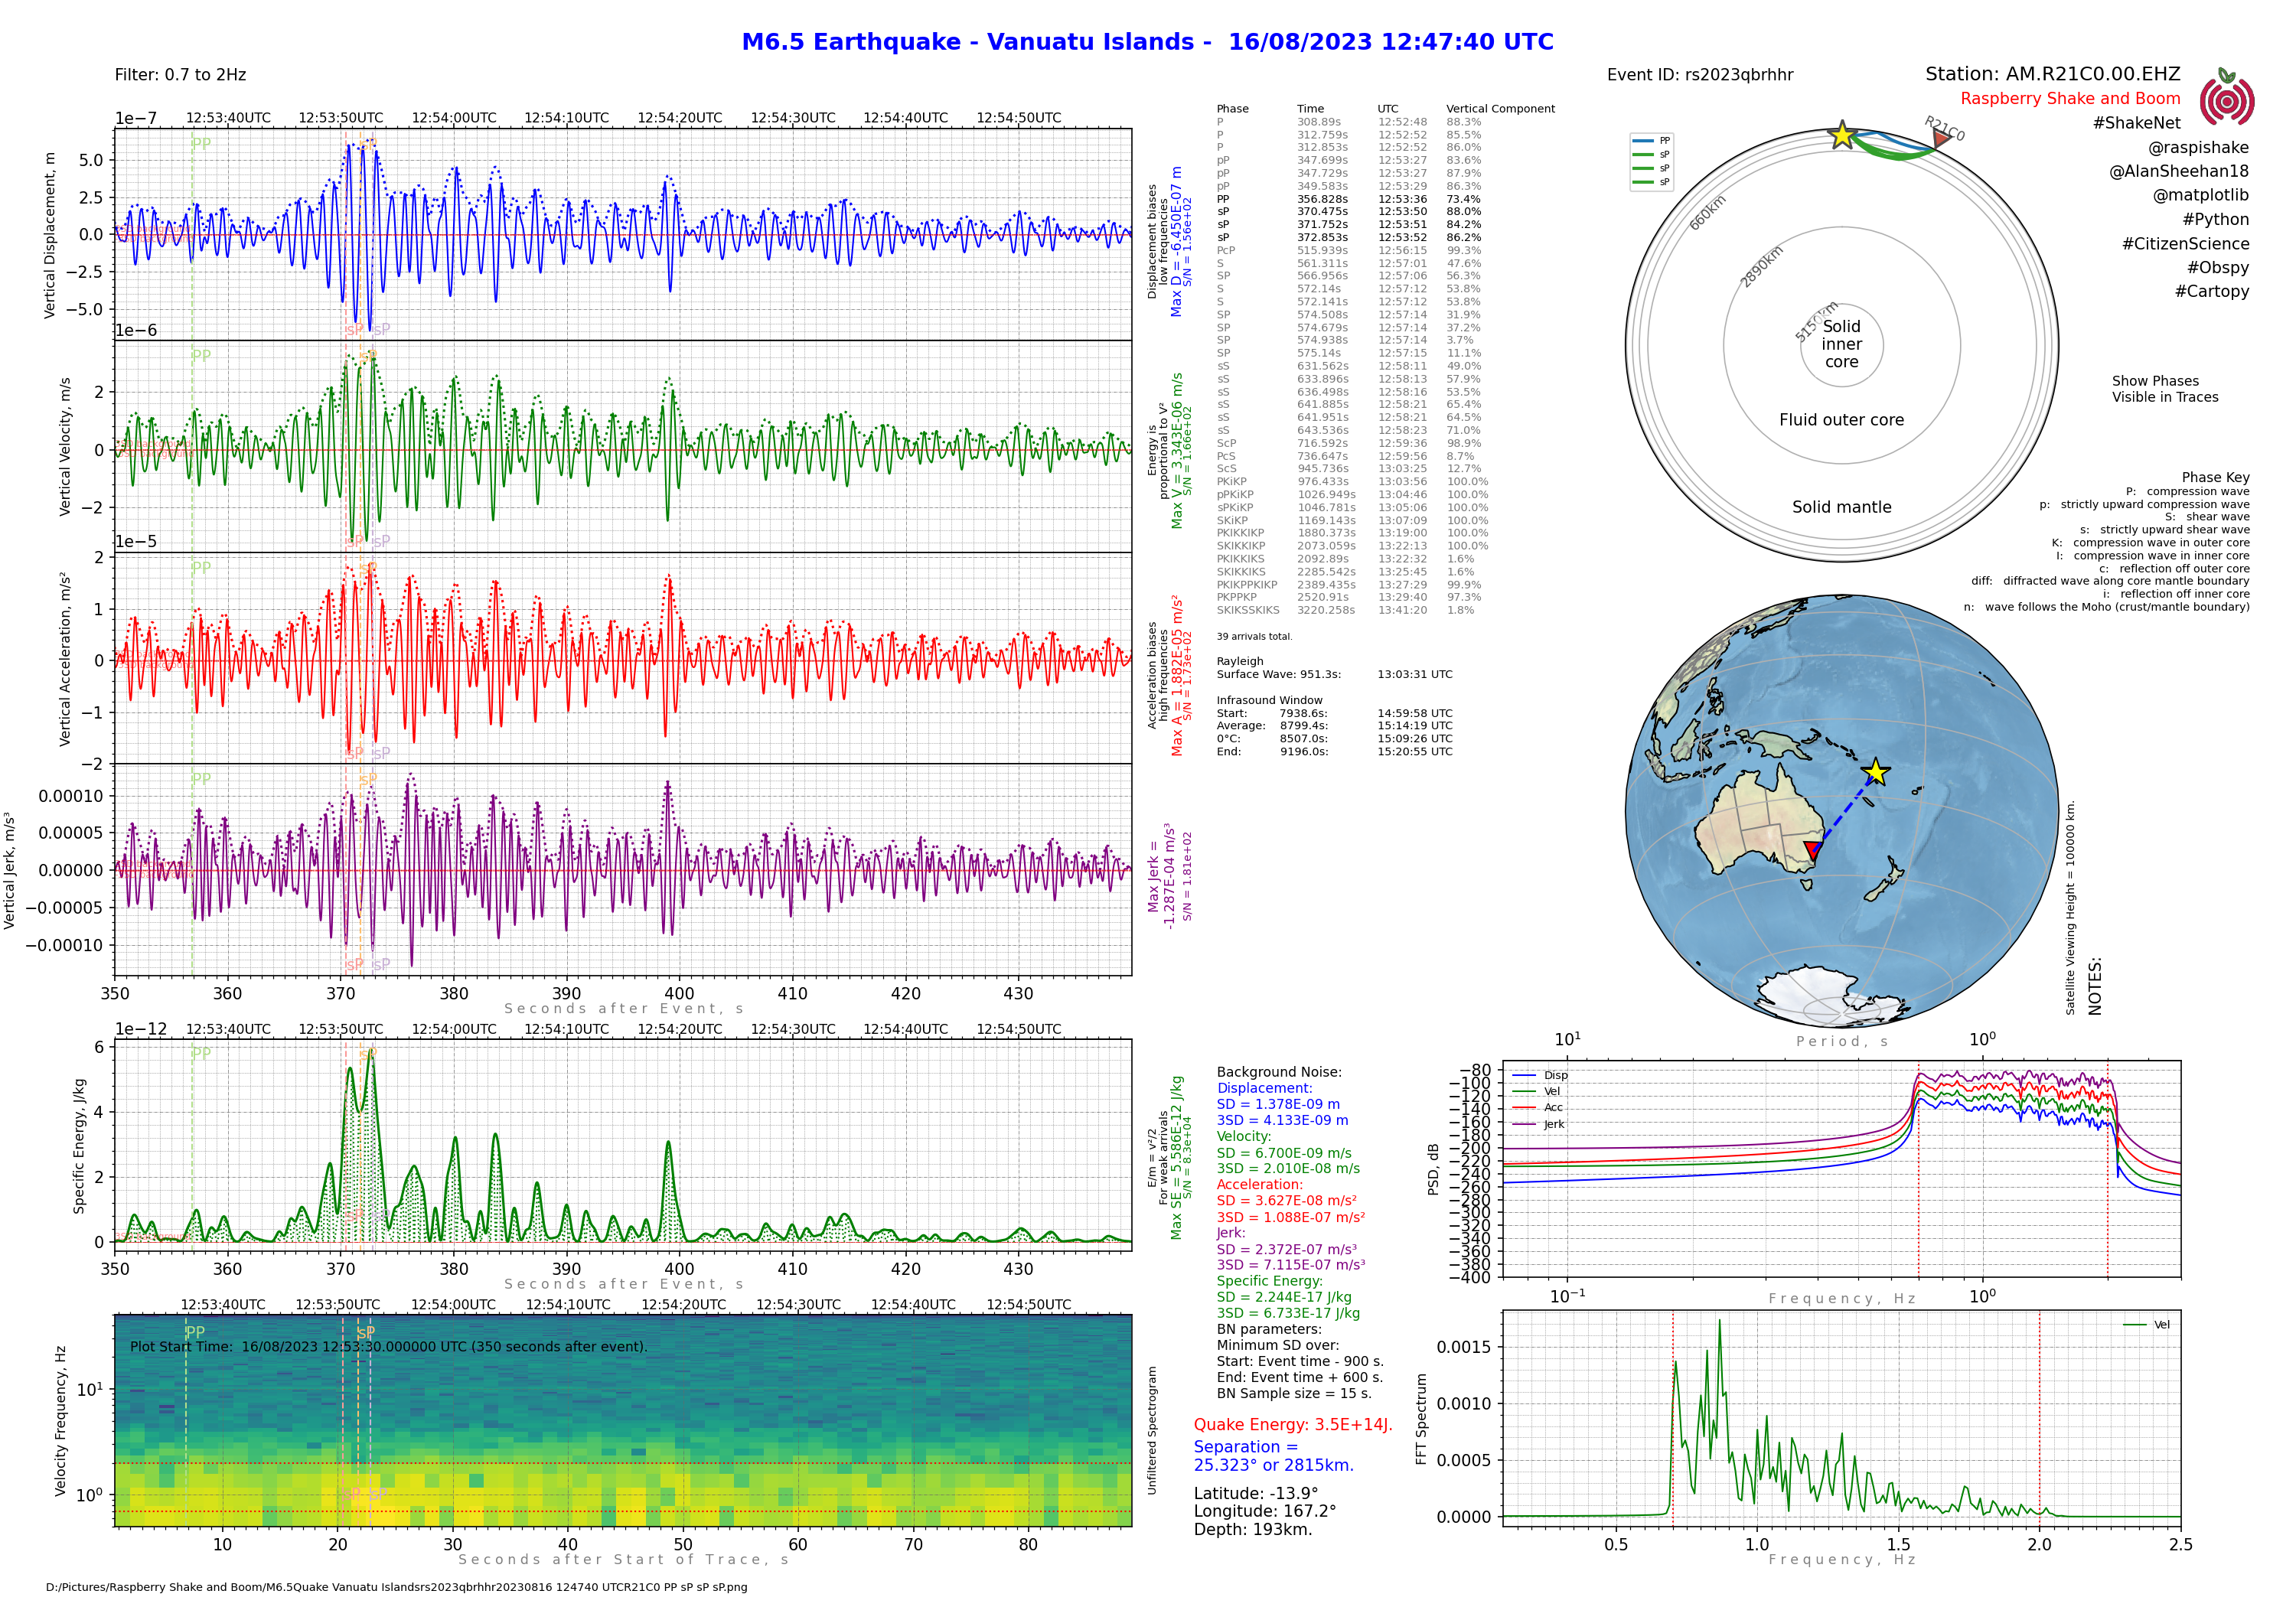 M6.5 Earthquake - Vanuatu Islands -  16/08/2023 12:47:40 UTC
Filter: 0.7 to 2Hz
Event ID: rs2023qbrhhr
Station: AM.R21C0.00.EHZ
Raspberry Shake and Boom
#ShakeNet
@raspishake
@AlanSheehan18
@matplotlib
#Python
#CitizenScience
#Obspy
#Cartopy
1e−7
12:53:40UTC 12:53:50UTC 12:54:00UTC 12:54:10UTC 12:54:20UTC 12:54:30UTC 12:54:40UTC 12:54:50UTC
Vertical Displacement, m
5.0
2.5
0.0
−2.5
−5.0
PP sP sP sP
Displacement biases
low frequencies
Max D = -6.450E-07 m
S/N = 1.56e+02
1e−6
Vertical Velocity, m/s
2
0
−2
PP sP sP sP
Energy is
proportional to V²
Max V = 3.343E-06 m/s
S/N = 1.66e+02
1e−5
Vertical Acceleration, m/s²
2
1
0
−1
−2
PP sP sP sP
Acceleration biases
high frequencies
Max A = 1.882E-05 m/s²
S/N = 1.73e+02
Vertical Jerk, m/s³
0.00010
0.00005
0.00000
−0.00005
−0.00010
PP sP sP sP
Max Jerk =
-1.287E-04 m/s³
S/N = 1.81e+02
350 360 370 380 390 400 410 420 430
Seconds after Event, s
Phase Time UTC Vertical Component
P 308.89s 12:52:48 88.3%
P 312.759s 12:52:52 85.5%
P 312.853s 12:52:52 86.0%
pP 347.699s 12:53:27 83.6%
pP 347.729s 12:53:27 87.9%
pP 349.583s 12:53:29 86.3%
PP 356.828s 12:53:36 73.4%
sP 370.475s 12:53:50 88.0%
sP 371.752s 12:53:51 84.2%
sP 372.853s 12:53:52 86.2%
PcP 515.939s 12:56:15 99.3%
S 561.311s 12:57:01 47.6%
SP 566.956s 12:57:06 56.3%
S 572.14s 12:57:12 53.8%
S 572.141s 12:57:12 53.8%
SP 574.508s 12:57:14 31.9%
SP 574.679s 12:57:14 37.2%
SP 574.938s 12:57:14 3.7%
SP 575.14s 12:57:15 11.1%
sS 631.562s 12:58:11 49.0%
sS 633.896s 12:58:13 57.9%
sS 636.498s 12:58:16 53.5%
sS 641.885s 12:58:21 65.4%
sS 641.951s 12:58:21 64.5%
sS 643.536s 12:58:23 71.0%
ScP 716.592s 12:59:36 98.9%
PcS 736.647s 12:59:56 8.7%
ScS 945.736s 13:03:25 12.7%
PKiKP 976.433s 13:03:56 100.0%
pPKiKP 1026.949s 13:04:46 100.0%
sPKiKP 1046.781s 13:05:06 100.0%
SKiKP 1169.143s 13:07:09 100.0%
PKIKKIKP 1880.373s 13:19:00 100.0%
SKIKKIKP 2073.059s 13:22:13 100.0%
PKIKKIKS 2092.89s 13:22:32 1.6%
SKIKKIKS 2285.542s 13:25:45 1.6%
PKIKPPKIKP 2389.435s 13:27:29 99.9%
PKPPKP 2520.91s 13:29:40 97.3%
SKIKSSKIKS 3220.258s 13:41:20 1.8%
39 arrivals total.
Rayleigh
Surface Wave: 951.3s: 13:03:31 UTC
Infrasound Window
Start: 7938.6s: 14:59:58 UTC
Average: 8799.4s: 15:14:19 UTC
0°C: 8507.0s: 15:09:26 UTC
End: 9196.0s: 15:20:55 UTC
PP
sP
sP
sP
R21C0
660km
2890km
5150km
Solid
inner
core
Fluid outer core
Solid mantle
Show Phases
Visible in Traces
Phase Key
P: compression wave
p: strictly upward compression wave
S: shear wave
s: strictly upward shear wave
K: compression wave in outer core
I: compression wave in inner core
c: reflection off outer core
diff: diffracted wave along core mantle boundary
i: reflection off inner core
n: wave follows the Moho (crust/mantle boundary)
Satellite Viewing Height = 100000 km.
NOTES:
1e−12
12:53:40UTC 12:53:50UTC 12:54:00UTC 12:54:10UTC 12:54:20UTC 12:54:30UTC 12:54:40UTC 12:54:50UTC
Specific Energy, J/kg
6
4
2
0
PP sP sP
350 360 370 380 390 400 410 420 430
Seconds after Event, s
E/m = v²/2
For weak arrivals
Max SE = 5.586E-12 J/kg
S/N = 8.3e+04
12:53:40UTC 12:53:50UTC 12:54:00UTC 12:54:10UTC 12:54:20UTC 12:54:30UTC 12:54:40UTC 12:54:50UTC
Velocity Frequency, Hz
10¹
10⁰
PP sP
Plot Start Time:  16/08/2023 12:53:30.000000 UTC (350 seconds after event).
10 20 30 40 50 60 70 80
Seconds after Start of Trace, s
Unfiltered Spectrogram
Background Noise:
Displacement:
SD = 1.378E-09 m
3SD = 4.133E-09 m
Velocity:
SD = 6.700E-09 m/s
3SD = 2.010E-08 m/s
Acceleration:
SD = 3.627E-08 m/s²
3SD = 1.088E-07 m/s²
Jerk:
SD = 2.372E-07 m/s³
3SD = 7.115E-07 m/s³
Specific Energy:
SD = 2.244E-17 J/kg
3SD = 6.733E-17 J/kg
BN parameters:
Minimum SD over:
Start: Event time - 900 s.
End: Event time + 600 s.
BN Sample size = 15 s.
Quake Energy: 3.5E+14J.
Separation =
25.323° or 2815km.
Latitude: -13.9°
Longitude: 167.2°
Depth: 193km.
10¹ 10⁰
Period, s
PSD, dB
−80
−100
−120
−140
−160
−180
−200
−220
−240
−260
−280
−300
−320
−340
−360
−380
−400
Disp
Vel
Acc
Jerk
10⁻¹ 10⁰
Frequency, Hz
FFT Spectrum
0.0015
0.0010
0.0005
0.0000
Vel
0.5 1.0 1.5 2.0 2.5
Frequency, Hz
D:/Pictures/Raspberry Shake and Boom/M6.5Quake Vanuatu Islandsrs2023qbrhhr20230816 124740 UTCR21C0 PP sP sP sP.png